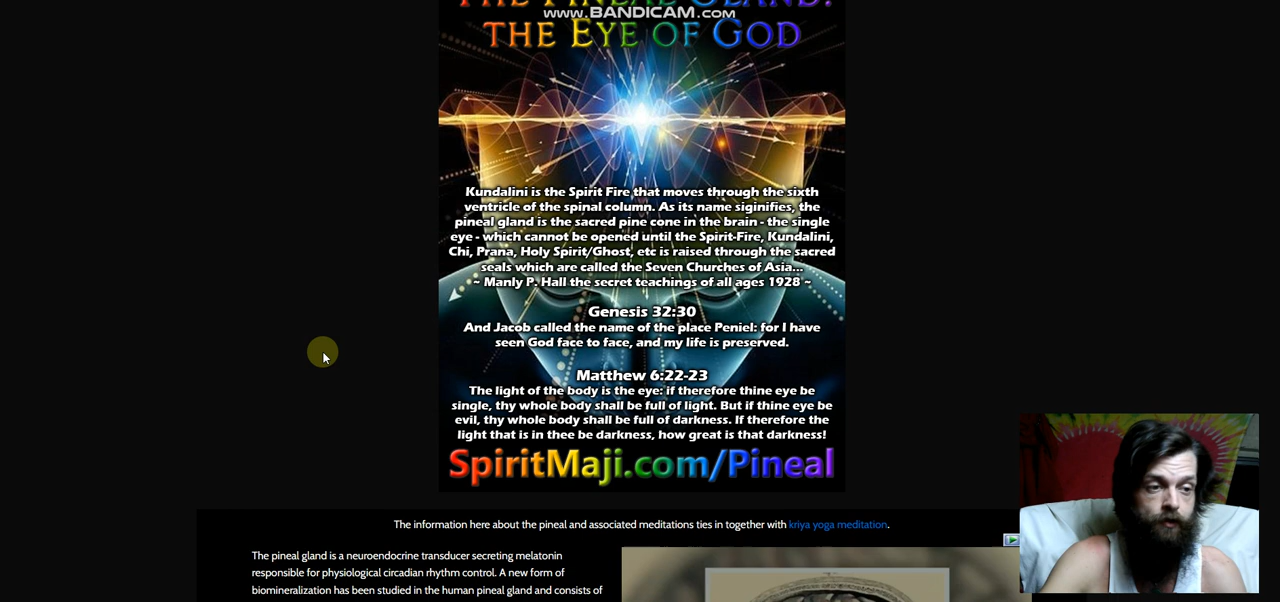 THE PINEAL GLAND:
www.BANDICAM.com
THE EYE OF GOD
Kundalini is the Spirit Fire that moves through the sixth
ventricle of the spinal column. As its name siginifies, the
pineal gland is the sacred pine cone in the brain - the single
eye - which cannot be opened until the Spirit-Fire, Kundalini,
Chi, Prana, Holy Spirit/Ghost, etc is raised through the sacred
seals which are called the Seven Churches of Asia...
~ Manly P. Hall the secret teachings of all ages 1928 ~
Genesis 32:30
And Jacob called the name of the place Peniel: for I have
seen God face to face, and my life is preserved.
Matthew 6:22-23
The light of the body is the eye: if therefore thine eye be
single, thy whole body shall be full of light. But if thine eye be
evil, thy whole body shall be full of darkness. If therefore the
light that is in thee be darkness, how great is that darkness!
SpiritMaji.com/Pineal
The information here about the pineal and associated meditations ties in together with kriya yoga meditation.
The pineal gland is a neuroendocrine transducer secreting melatonin
responsible for physiological circadian rhythm control. A new form of
biomineralization has been studied in the human pineal gland and consists of